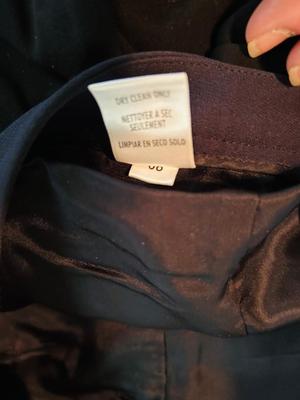 DRY CLEAN ONLY
NETTOYER A SEC
SEULEMENT
LIMPIAR EN SECO SOLO